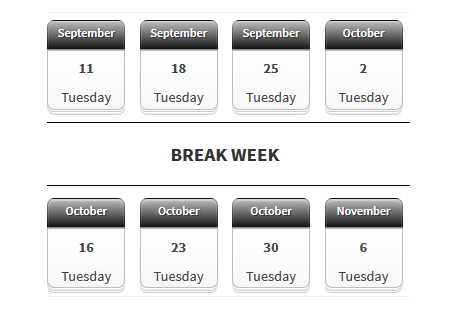 September September September October
11 18 25 2
Tuesday Tuesday Tuesday Tuesday
BREAK WEEK
October October October November
16 23 30 6
Tuesday Tuesday Tuesday Tuesday